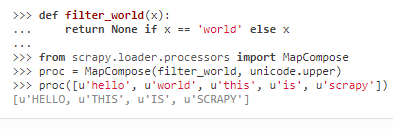 >>> def filter_world(x):
...     return None if x == 'world' else x
...
>>> from scrapy.loader.processors import MapCompose
>>> proc = MapCompose(filter_world, unicode.upper)
>>> proc([u'hello', u'world', u'this', u'is', u'scrapy'])
[u'HELLO, u'THIS', u'IS', u'SCRAPY']